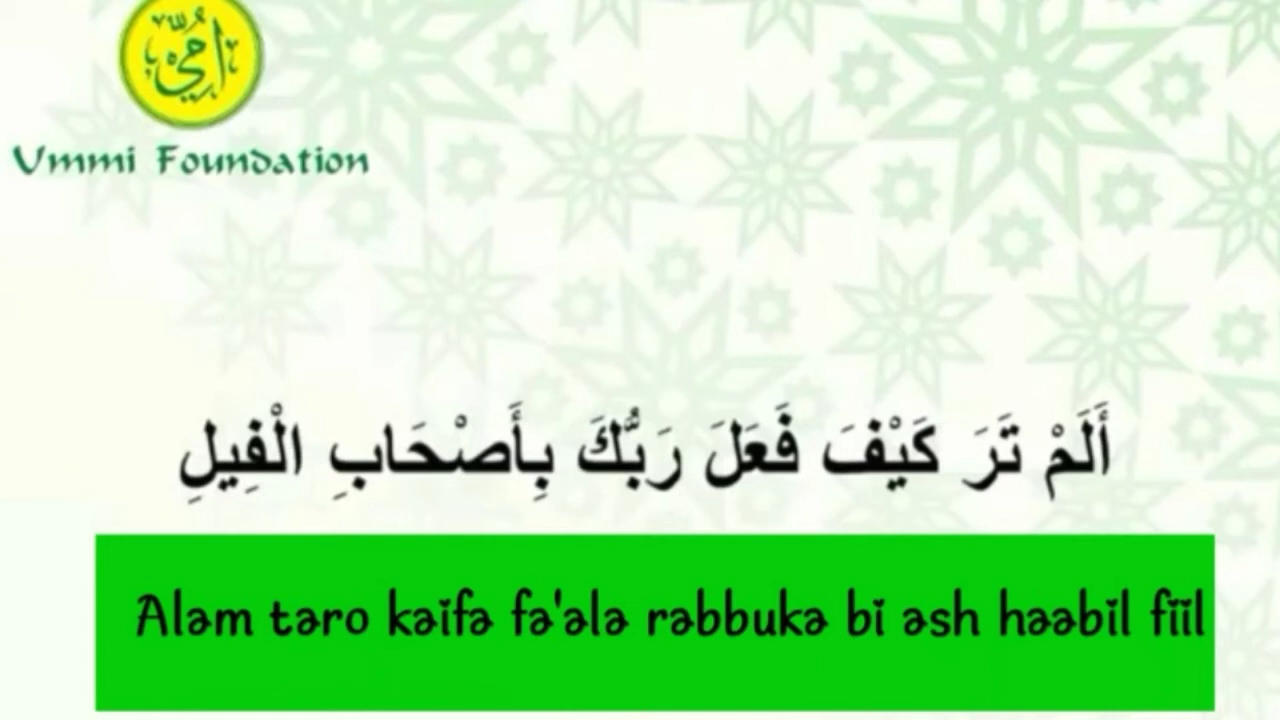 أُمِّيّ
Ummi Foundation
أَلَمْ تَرَ كَيْفَ فَعَلَ رَبُّكَ بِأَصْحَابِ الْفِيلِ
Alam taro kaifa fa'ala rabbuka bi ash haabil fiil